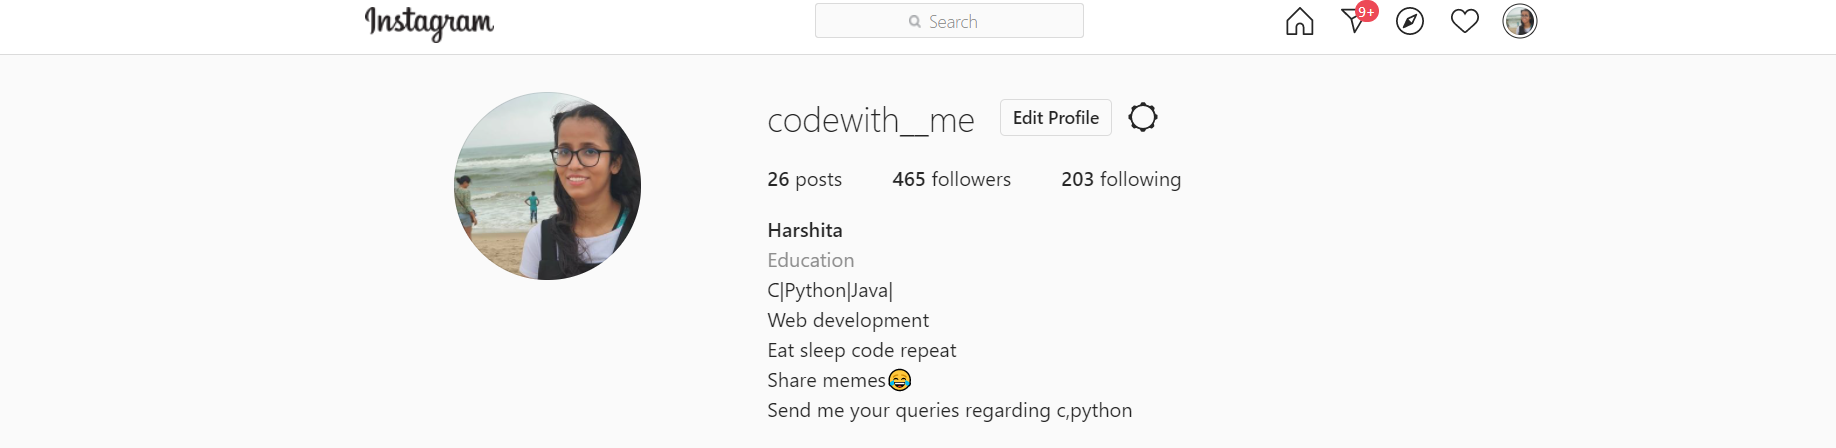 Instagram
Search
9+
codewith__me Edit Profile
26 posts 465 followers 203 following
Harshita
Education
C|Python|Java|
Web development
Eat sleep code repeat
Share memes😂
Send me your queries regarding c,python